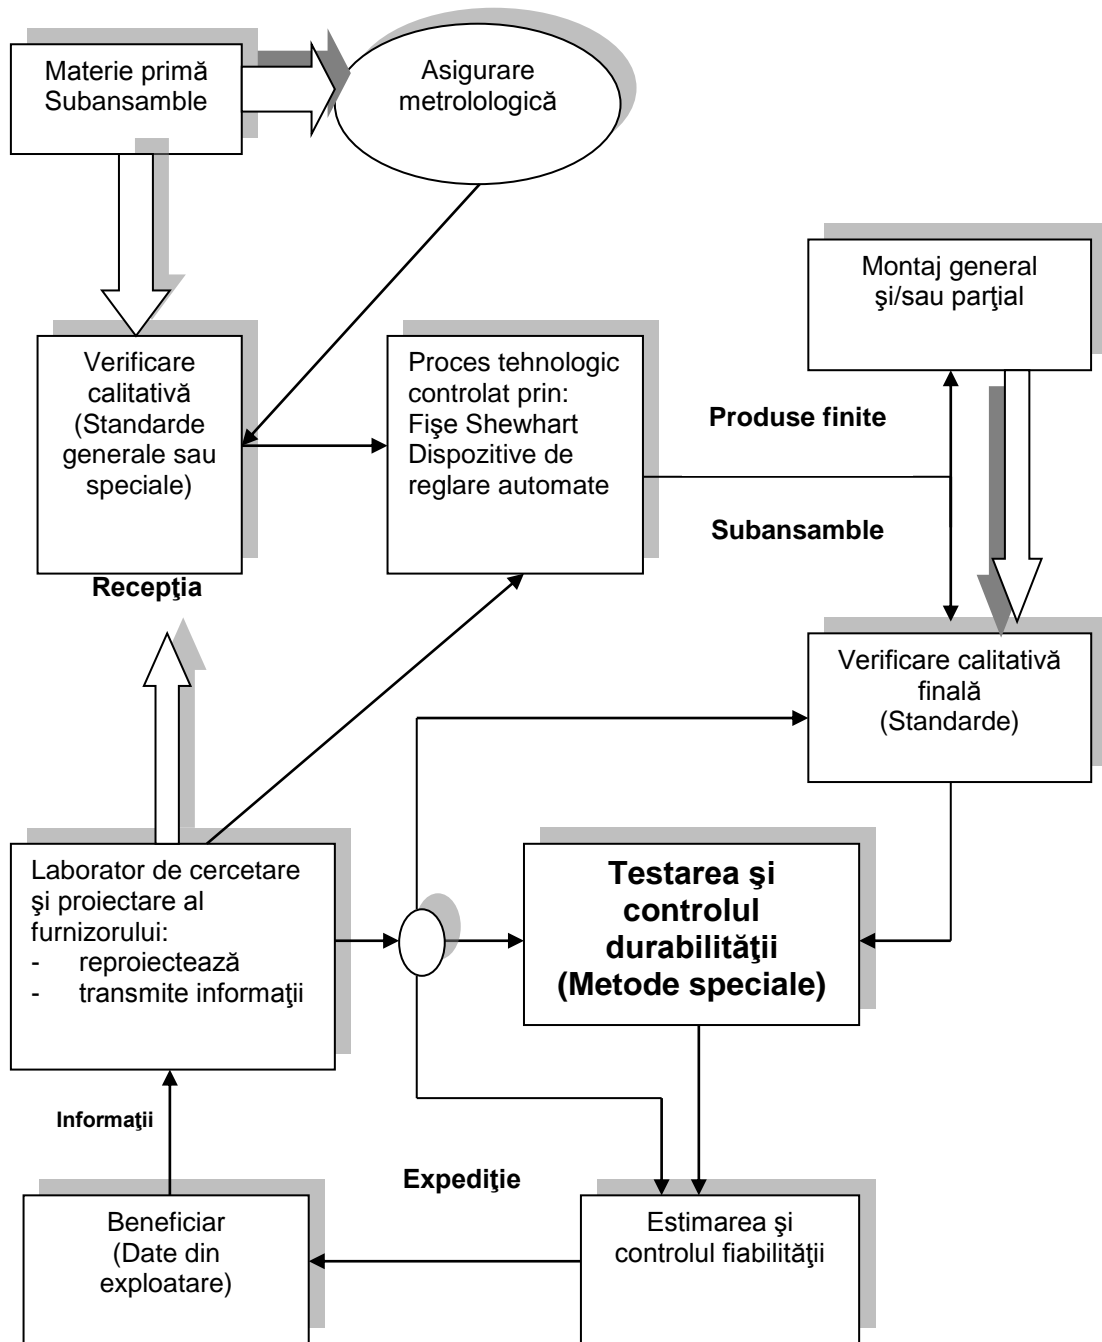 Materie primă
Subansamble
Asigurare
metrolologică
Montaj general
şi/sau parţial
Verificare
calitativă
(Standarde
generale sau
speciale)
Recepţia
Proces tehnologic
controlat prin:
Fişe Shewhart
Dispozitive de
reglare automate
Produse finite
Subansamble
Verificare calitativă
finală
(Standarde)
Laborator de cercetare
şi proiectare al
furnizorului:
- reproiectează
- transmite informaţii
Testarea şi
controlul
durabilităţii
(Metode speciale)
Informaţii
Expediţie
Beneficiar
(Date din
exploatare)
Estimarea şi
controlul fiabilităţii